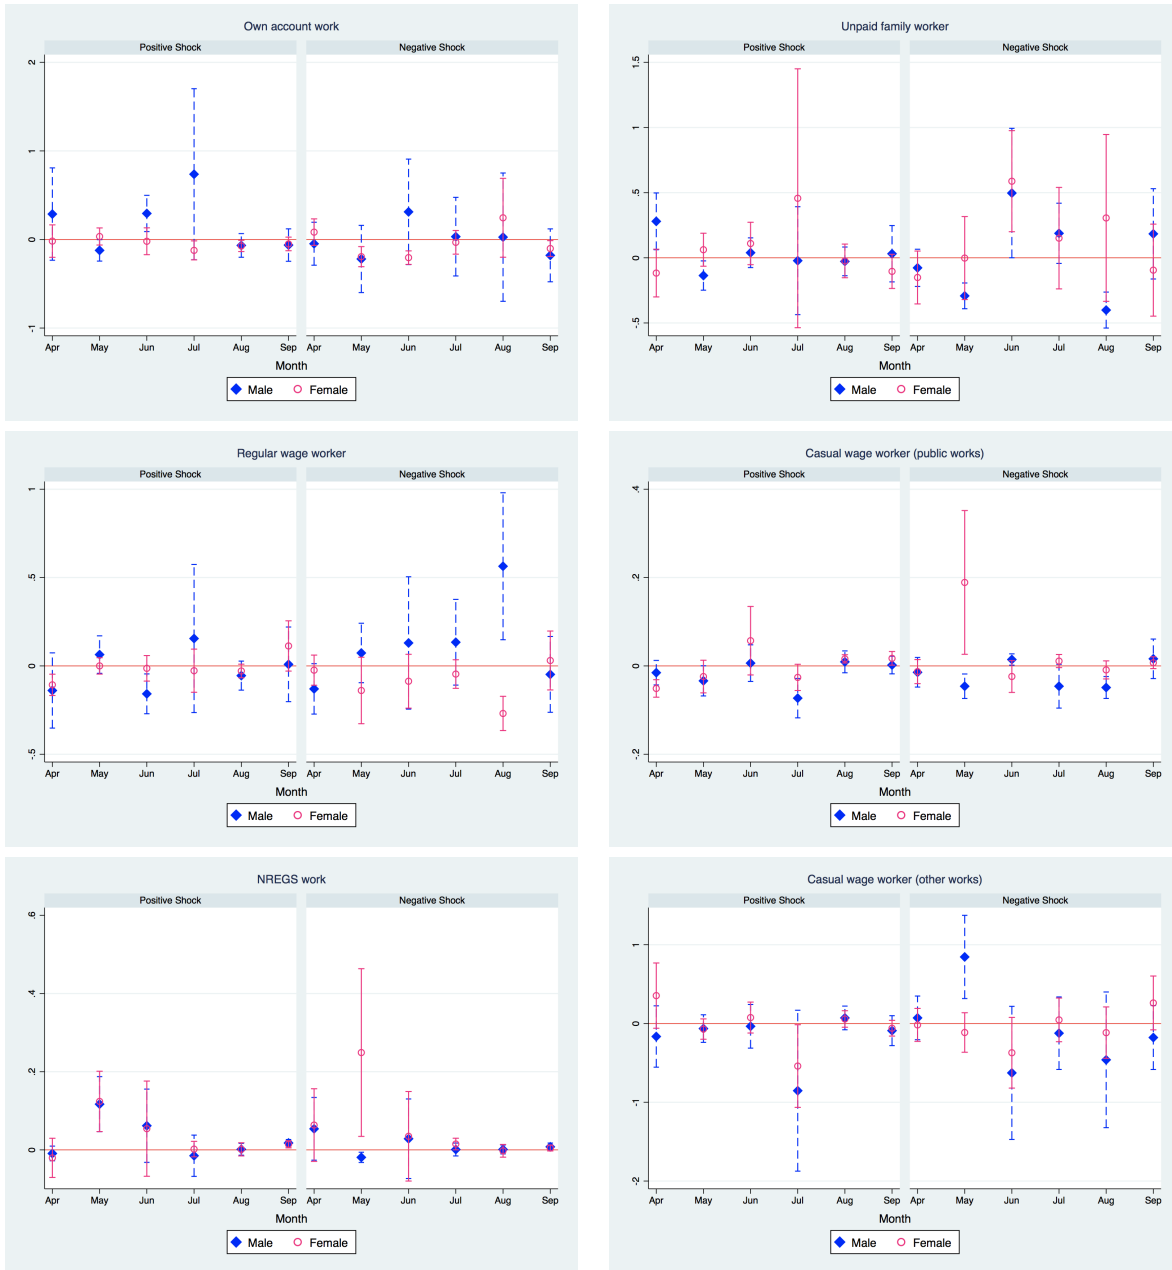 Own account work
Positive Shock Negative Shock
2
1
0
-1
Apr May Jun Jul Aug Sep Apr May Jun Jul Aug Sep
Month
Male Female
Unpaid family worker
Positive Shock Negative Shock
1.5
1
.5
0
-.5
Apr May Jun Jul Aug Sep Apr May Jun Jul Aug Sep
Month
Male Female
Regular wage worker
Positive Shock Negative Shock
1
.5
0
-.5
Apr May Jun Jul Aug Sep Apr May Jun Jul Aug Sep
Month
Male Female
Casual wage worker (public works)
Positive Shock Negative Shock
.4
.2
0
-.2
Apr May Jun Jul Aug Sep Apr May Jun Jul Aug Sep
Month
Male Female
NREGS work
Positive Shock Negative Shock
.6
.4
.2
0
Apr May Jun Jul Aug Sep Apr May Jun Jul Aug Sep
Month
Male Female
Casual wage worker (other works)
Positive Shock Negative Shock
1
0
-1
-2
Apr May Jun Jul Aug Sep Apr May Jun Jul Aug Sep
Month
Male Female